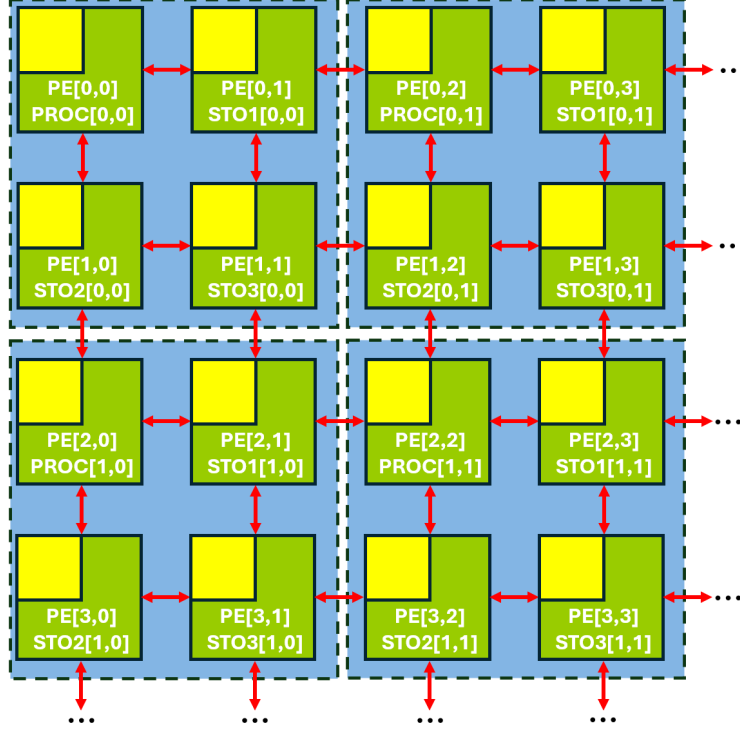 PE[0,0]
PROC[0,0]
PE[0,1]
STO1[0,0]
PE[0,2]
PROC[0,1]
PE[0,3]
STO1[0,1]
...
PE[1,0]
STO2[0,0]
PE[1,1]
STO3[0,0]
PE[1,2]
STO2[0,1]
PE[1,3]
STO3[0,1]
...
PE[2,0]
PROC[1,0]
PE[2,1]
STO1[1,0]
PE[2,2]
PROC[1,1]
PE[2,3]
STO1[1,1]
...
PE[3,0]
STO2[1,0]
PE[3,1]
STO3[1,0]
PE[3,2]
STO2[1,1]
PE[3,3]
STO3[1,1]
...
...
...
...
...